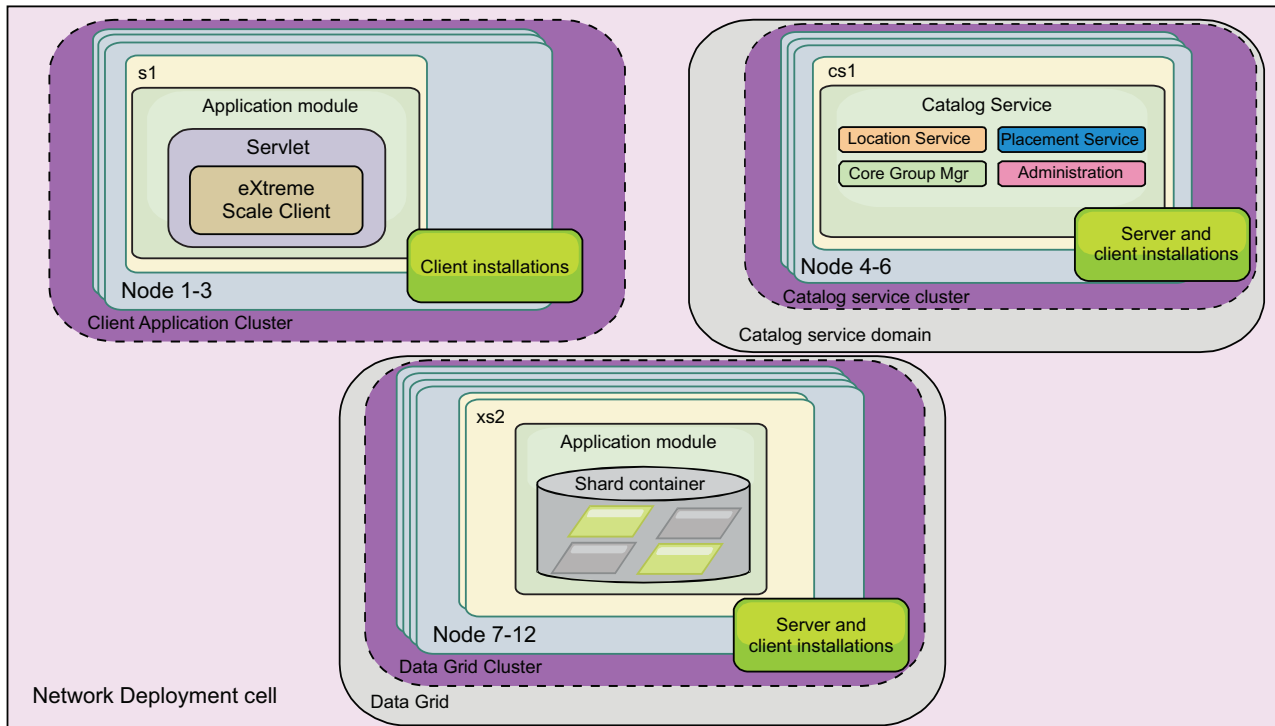 s1
Application module
Servlet
eXtreme
Scale Client
Client installations
Node 1-3
Client Application Cluster
cs1
Catalog Service
Location Service
Placement Service
Core Group Mgr
Administration
Server and
client installations
Node 4-6
Catalog service cluster
Catalog service domain
xs2
Application module
Shard container
Server and
client installations
Node 7-12
Data Grid Cluster
Data Grid
Network Deployment cell